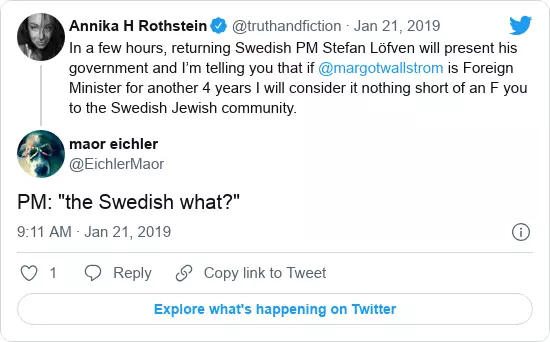 Annika H Rothstein @truthandfiction · Jan 21, 2019
In a few hours, returning Swedish PM Stefan Löfven will present his
government and I'm telling you that if @margotwallstrom is Foreign
Minister for another 4 years I will consider it nothing short of an F you
to the Swedish Jewish community.
maor eichler
@EichlerMaor
PM: "the Swedish what?"
9:11 AM · Jan 21, 2019
1 Reply Copy link to Tweet
Explore what's happening on Twitter